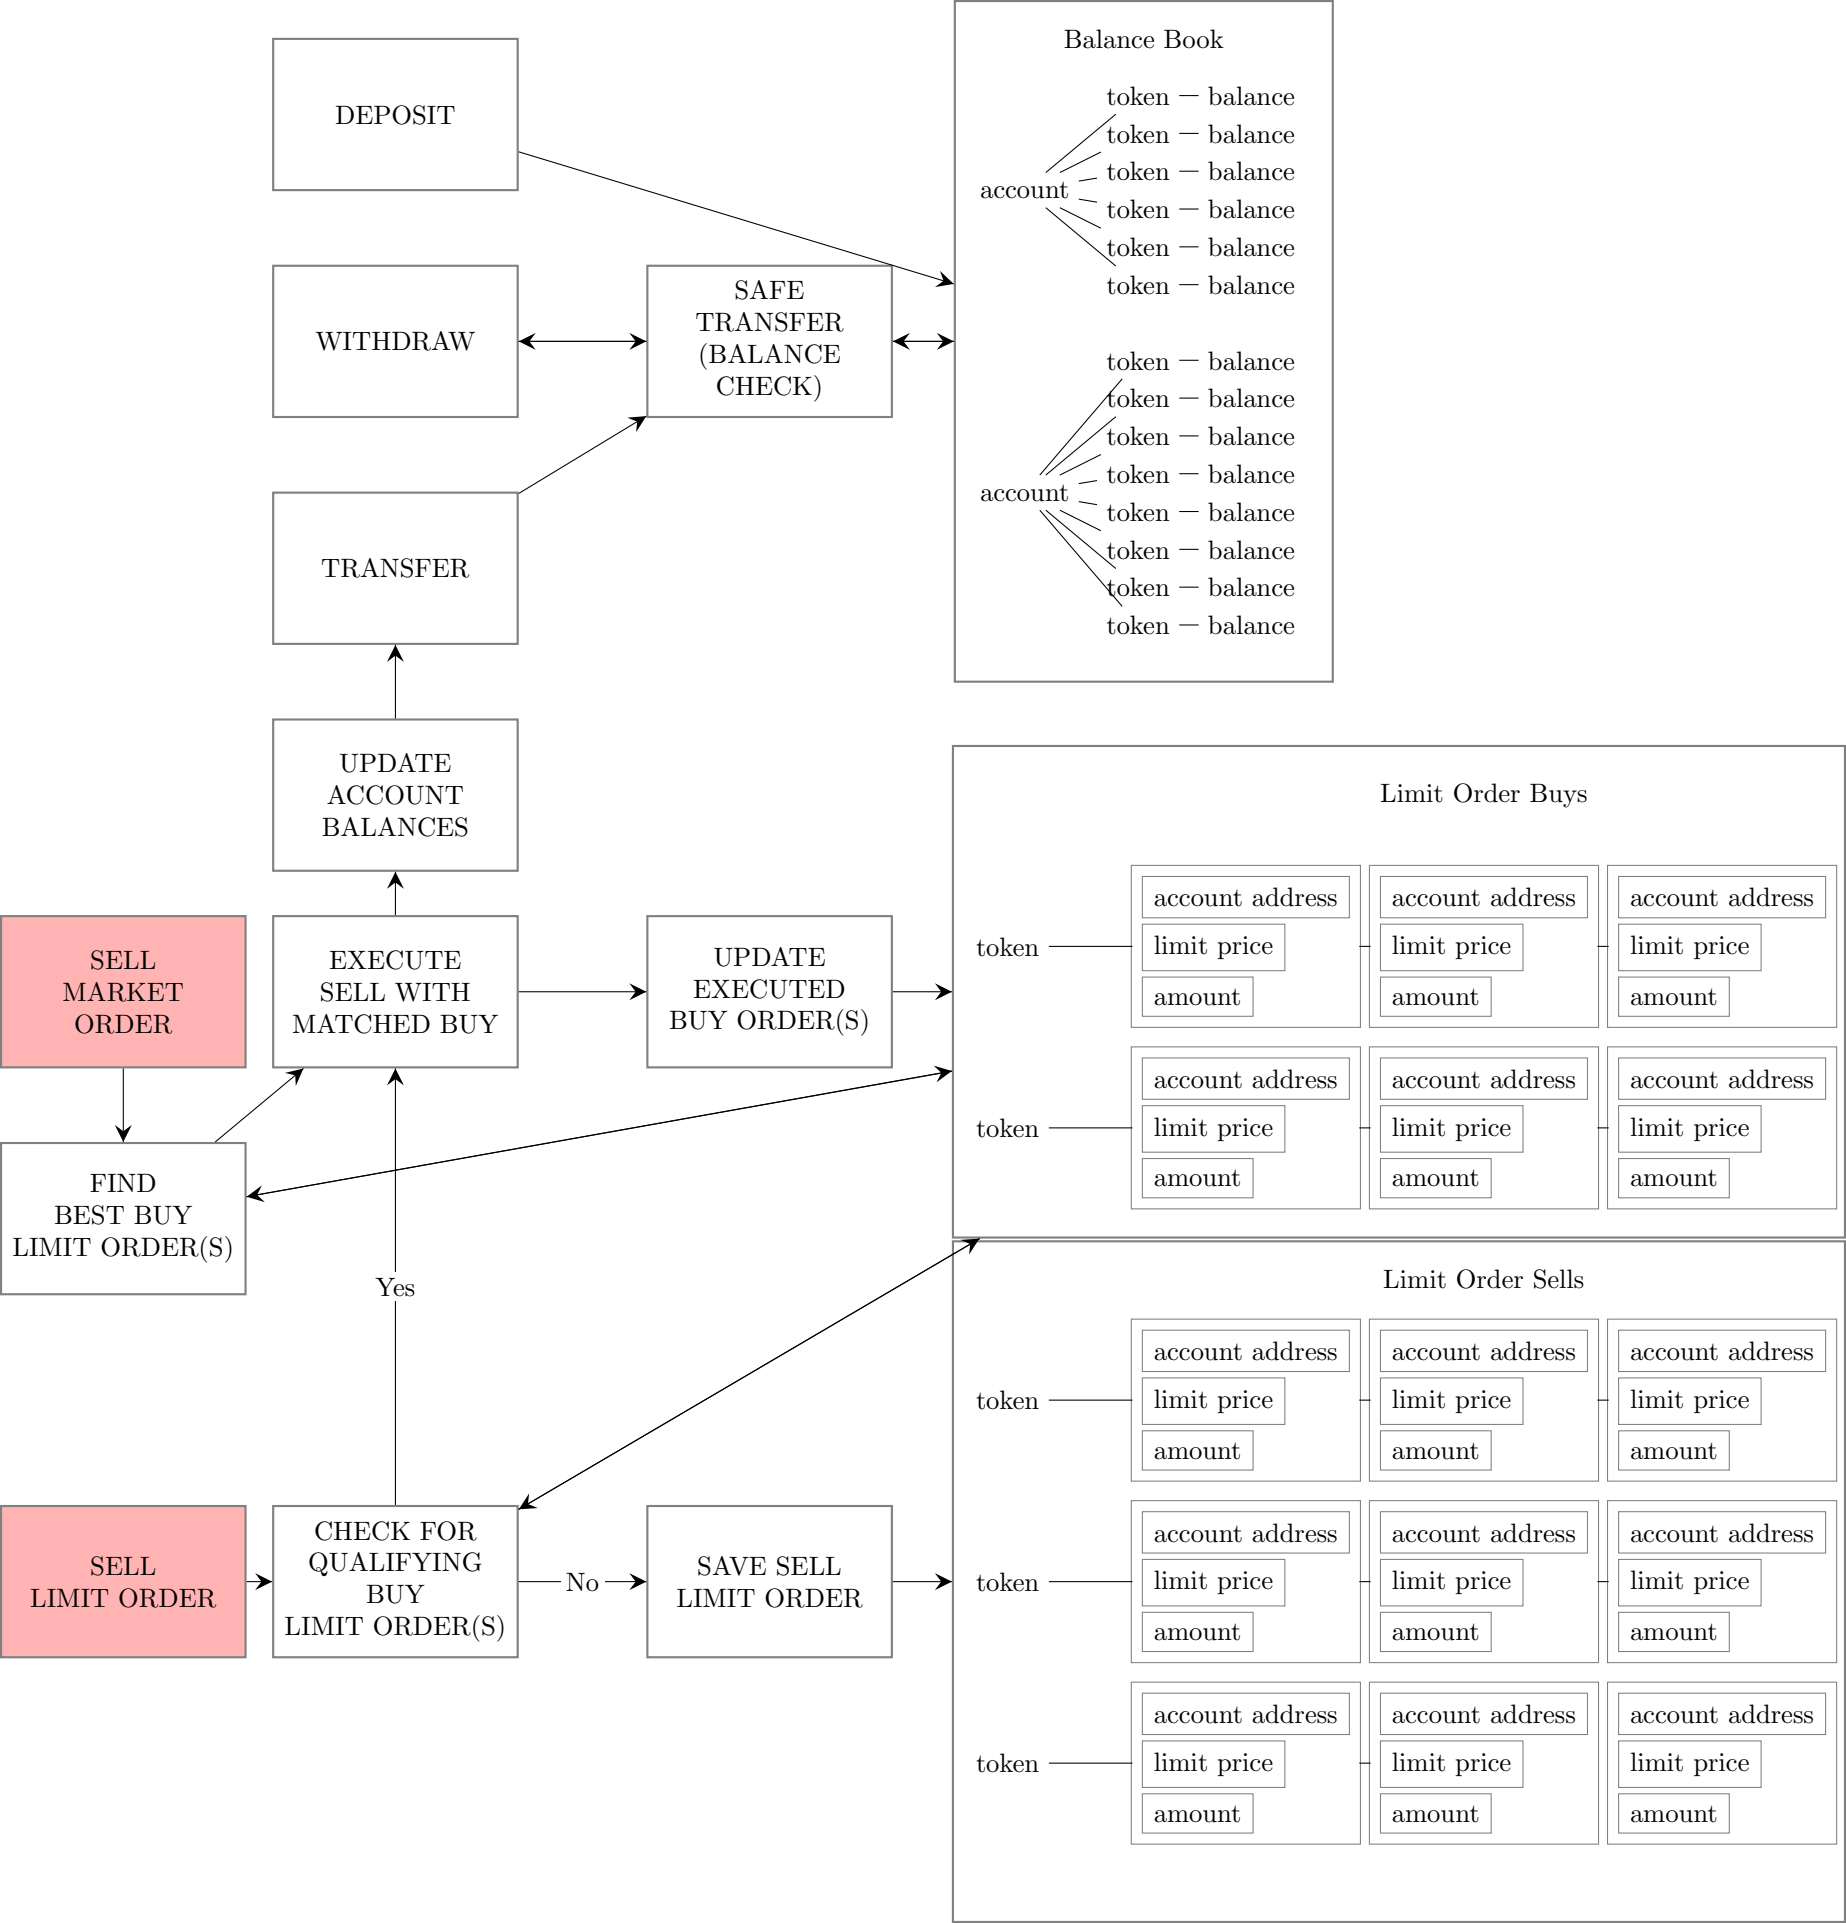 Balance Book
DEPOSIT
token — balance
token — balance
token — balance
account
token — balance
token — balance
token — balance
WITHDRAW
SAFE
TRANSFER
(BALANCE
CHECK)
token — balance
token — balance
token — balance
token — balance
account
token — balance
token — balance
token — balance
token — balance
TRANSFER
UPDATE
ACCOUNT
BALANCES
Limit Order Buys
SELL
MARKET
ORDER
EXECUTE
SELL WITH
MATCHED BUY
UPDATE
EXECUTED
BUY ORDER(S)
account address account address account address
token limit price limit price limit price
amount amount amount
account address account address account address
token limit price limit price limit price
amount amount amount
FIND
BEST BUY
LIMIT ORDER(S)
Yes
Limit Order Sells
account address account address account address
token limit price limit price limit price
amount amount amount
SELL
LIMIT ORDER
CHECK FOR
QUALIFYING
BUY
LIMIT ORDER(S)
No
SAVE SELL
LIMIT ORDER
account address account address account address
token limit price limit price limit price
amount amount amount
account address account address account address
token limit price limit price limit price
amount amount amount